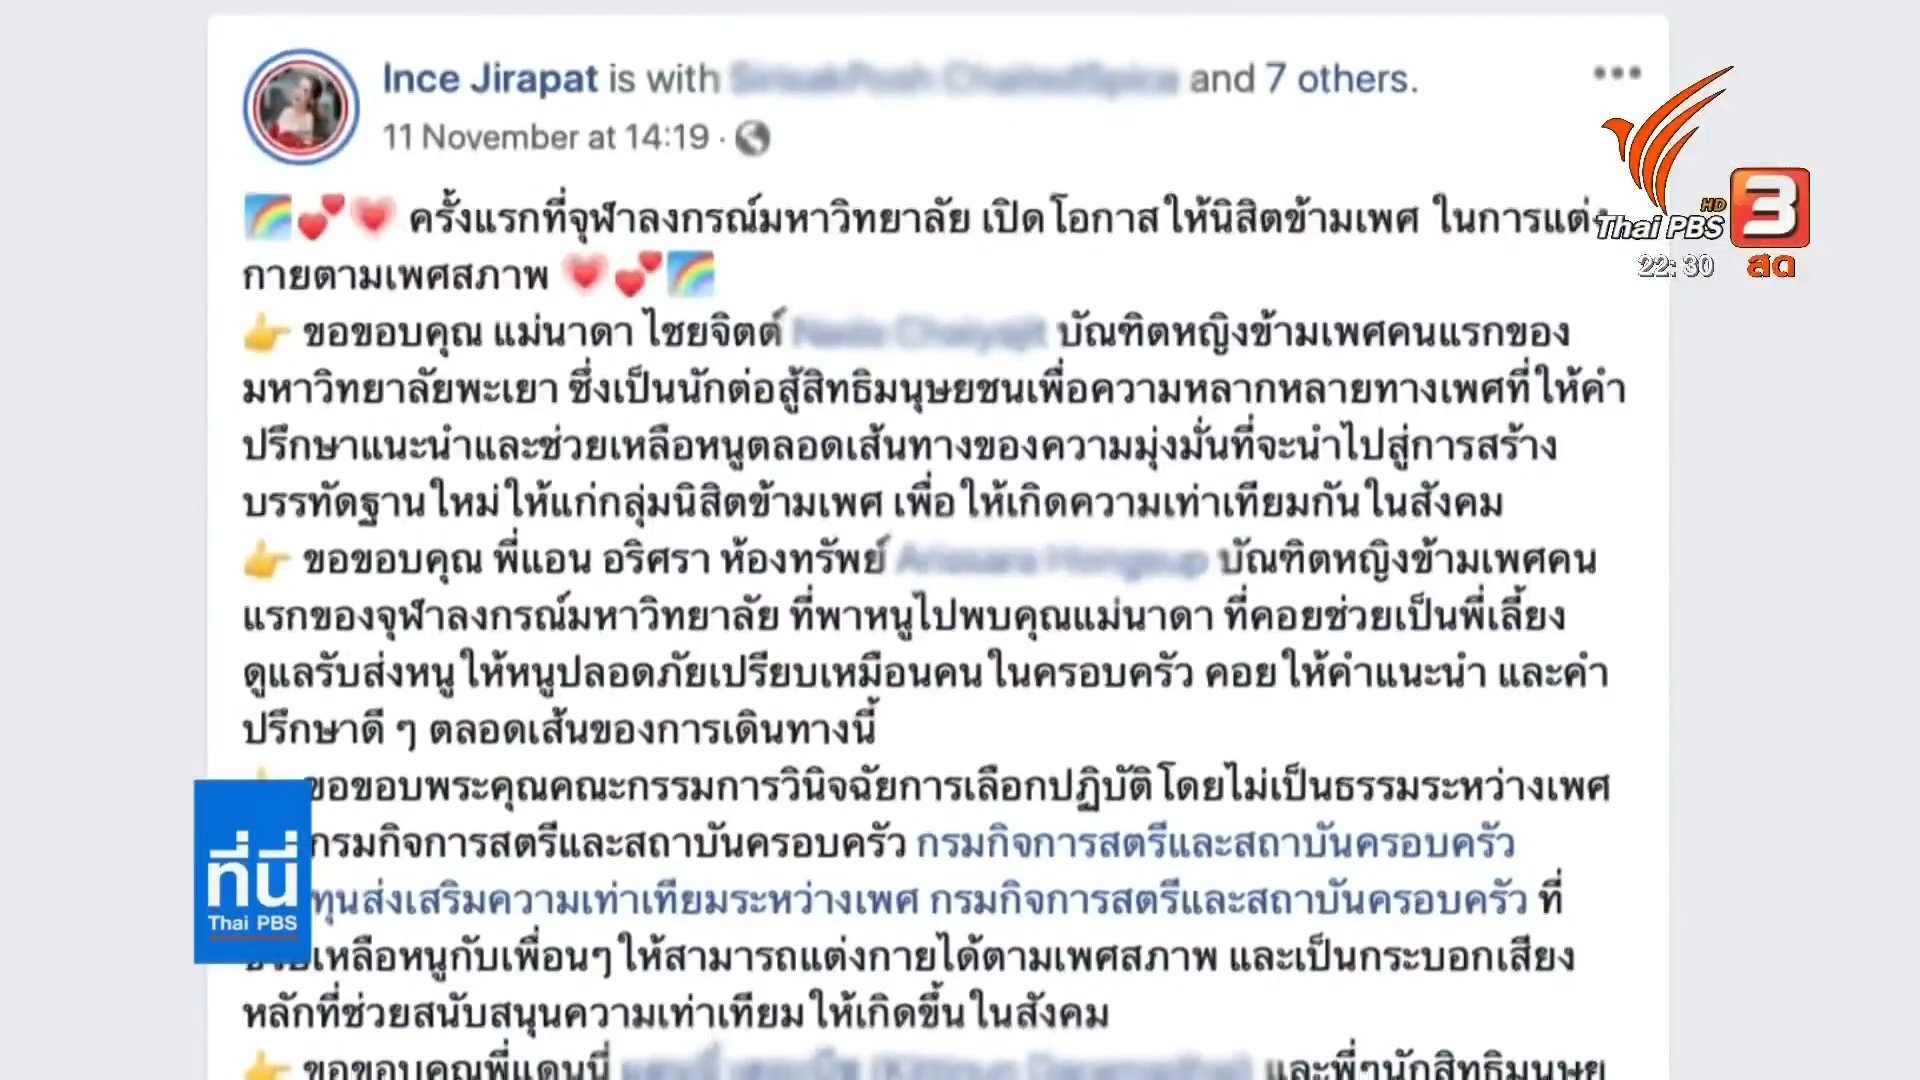 Ince Jirapat is with and 7 others.
11 November at 14:19 ·
ครั้งแรกที่จุฬาลงกรณ์มหาวิทยาลัย เปิดโอกาสให้นิสิตข้ามเพศ ในการแต่ง
กายตามเพศสภาพ
ขอขอบคุณ แม่นาดา ไชยจิตต์ บัณฑิตหญิงข้ามเพศคนแรกของ
มหาวิทยาลัยพะเยา ซึ่งเป็นนักต่อสู้สิทธิมนุษยชนเพื่อความหลากหลายทางเพศที่ให้คำ
ปรึกษาแนะนำและช่วยเหลือหนูตลอดเส้นทางของความมุ่งมั่นที่จะนำไปสู่การสร้าง
บรรทัดฐานใหม่ให้แก่กลุ่มนิสิตข้ามเพศ เพื่อให้เกิดความเท่าเทียมกันในสังคม
ขอขอบคุณ พี่แอน อริศรา ห้องทรัพย์ บัณฑิตหญิงข้ามเพศคน
แรกของจุฬาลงกรณ์มหาวิทยาลัย ที่พาหนูไปพบคุณแม่นาดา ที่คอยช่วยเป็นพี่เลี้ยง
ดูแลรับส่งหนูให้หนูปลอดภัยเปรียบเหมือนคนในครอบครัว คอยให้คำแนะนำ และคำ
ปรึกษาดี ๆ ตลอดเส้นของการเดินทางนี้
ขอขอบพระคุณคณะกรรมการวินิจฉัยการเลือกปฏิบัติโดยไม่เป็นธรรมระหว่างเพศ
กรมกิจการสตรีและสถาบันครอบครัว กรมกิจการสตรีและสถาบันครอบครัว
ทุนส่งเสริมความเท่าเทียมระหว่างเพศ กรมกิจการสตรีและสถาบันครอบครัว ที่
เหลือหนูกับเพื่อนๆให้สามารถแต่งกายได้ตามเพศสภาพ และเป็นกระบอกเสียง
หลักที่ช่วยสนับสนุนความเท่าเทียมให้เกิดขึ้นในสังคม
ขอขอบคุณพี่แดนนี่ และพี่ๆนักสิทธิมนุษย
HD
Thai PBS 3
22:30 สด
ที่นี่
Thai PBS